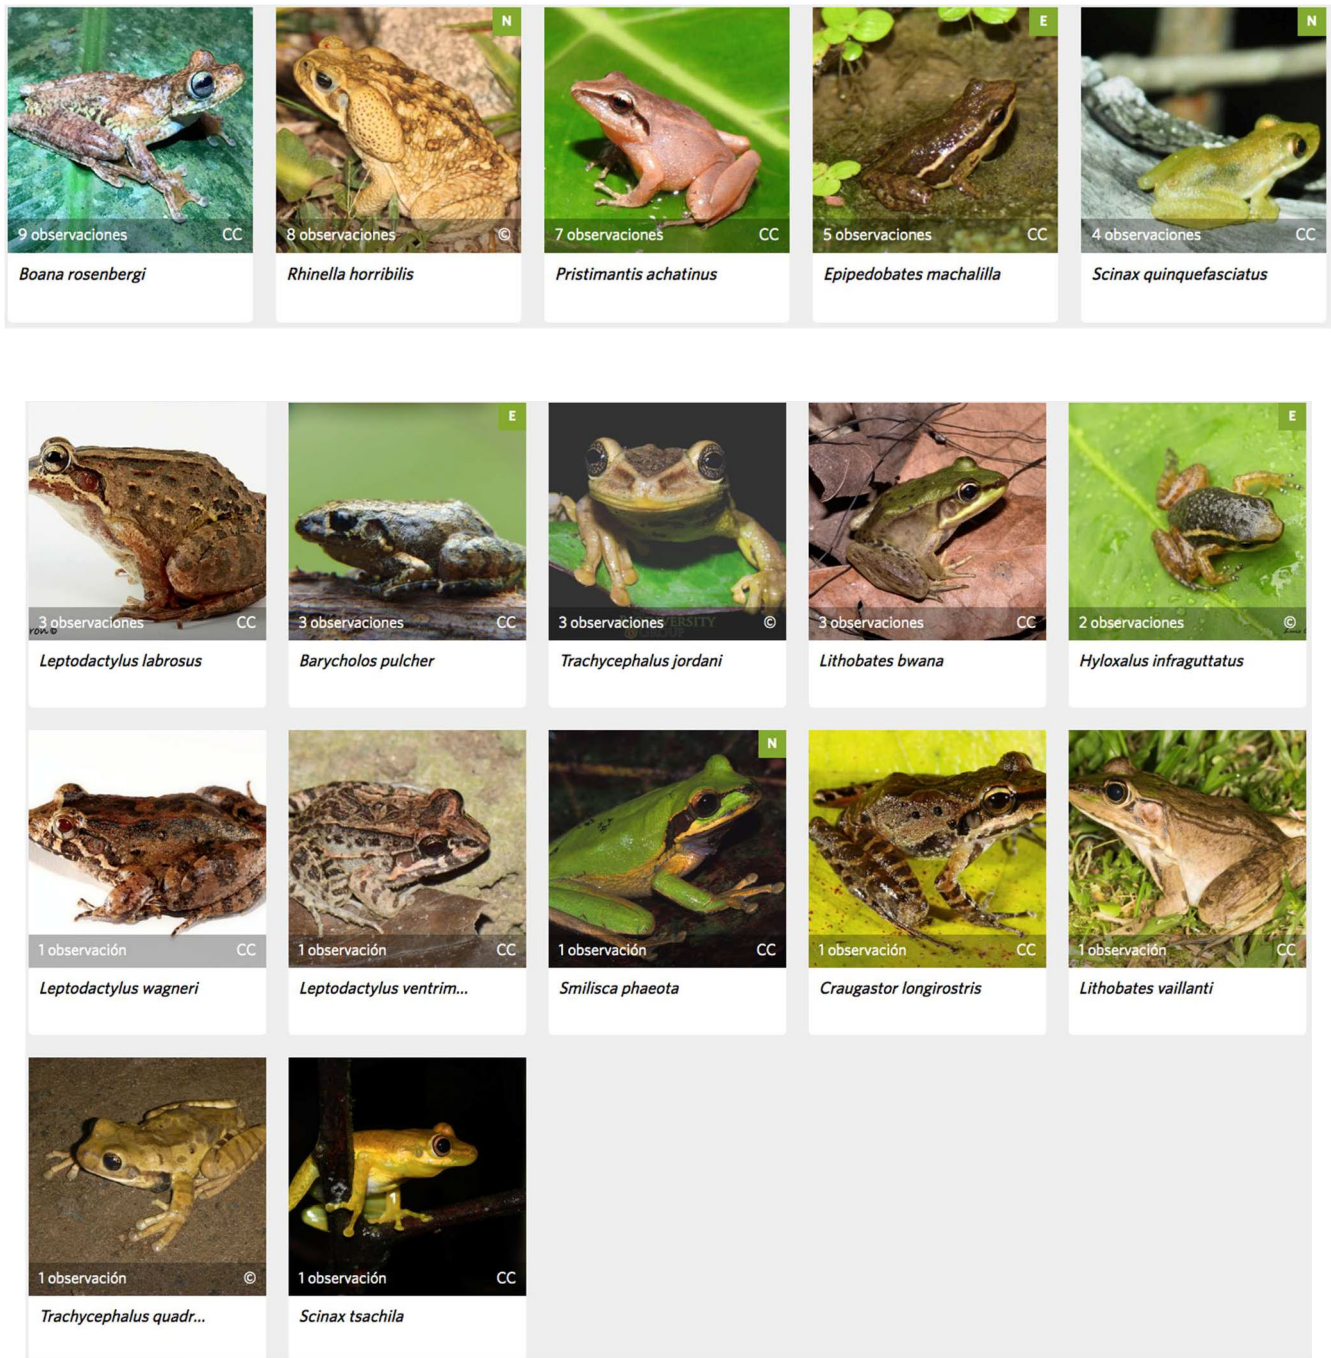 N
E
N
9 observaciones CC
8 observaciones ©
7 observaciones CC
5 observaciones CC
4 observaciones CC
Boana rosenbergi
Rhinella horribilis
Pristimantis achatinus
Epipedobates machalilla
Scinax quinquefasciatus
E
E
3 observaciones CC
3 observaciones CC
3 observaciones ©
3 observaciones CC
2 observaciones ©
Leptodactylus labrosus
Barycholos pulcher
Trachycephalus jordani
Lithobates bwana
Hyloxalus infraguttatus
N
1 observación CC
1 observación CC
1 observación CC
1 observación CC
1 observación CC
Leptodactylus wagneri
Leptodactylus ventrim...
Smilisca phaeota
Craugastor longirostris
Lithobates vaillanti
1 observación ©
1 observación CC
Trachycephalus quadr...
Scinax tsachila